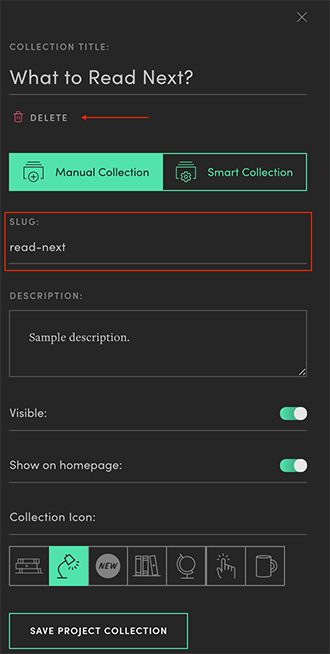 COLLECTION TITLE:
What to Read Next?
DELETE
Manual Collection Smart Collection
SLUG:
read-next
DESCRIPTION:
Sample description.
Visible:
Show on homepage:
Collection Icon:
NEW
SAVE PROJECT COLLECTION